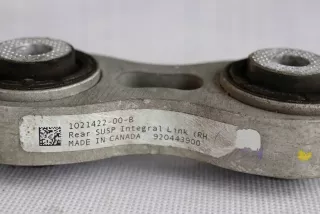 1021422-00-B
Rear SUSP Integral Link (RH
MADE IN CANADA 920443900